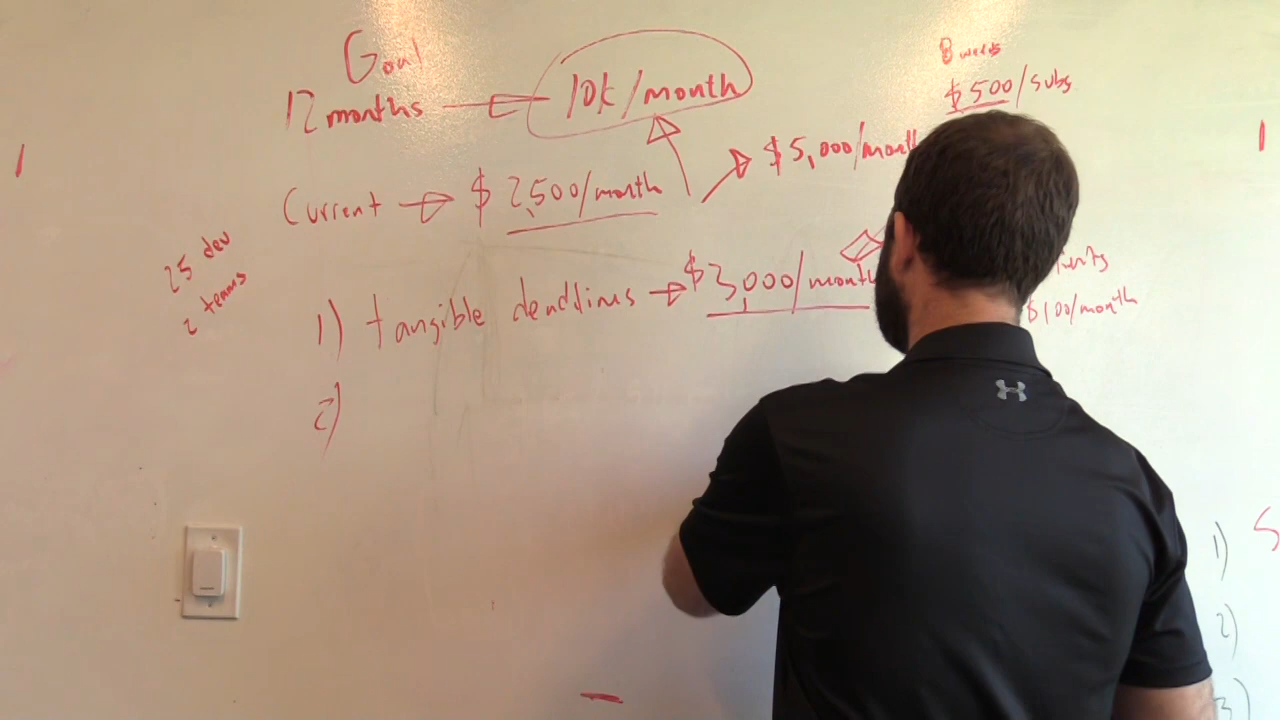 Goal
12 months → 10k/month
8 weeks
$500/subs
$5,000/month
Current → $2,500/month
25 dev
2 teams
1) tangible deadlines → $3,000/month
$100/month
2)
1)
2)
3)